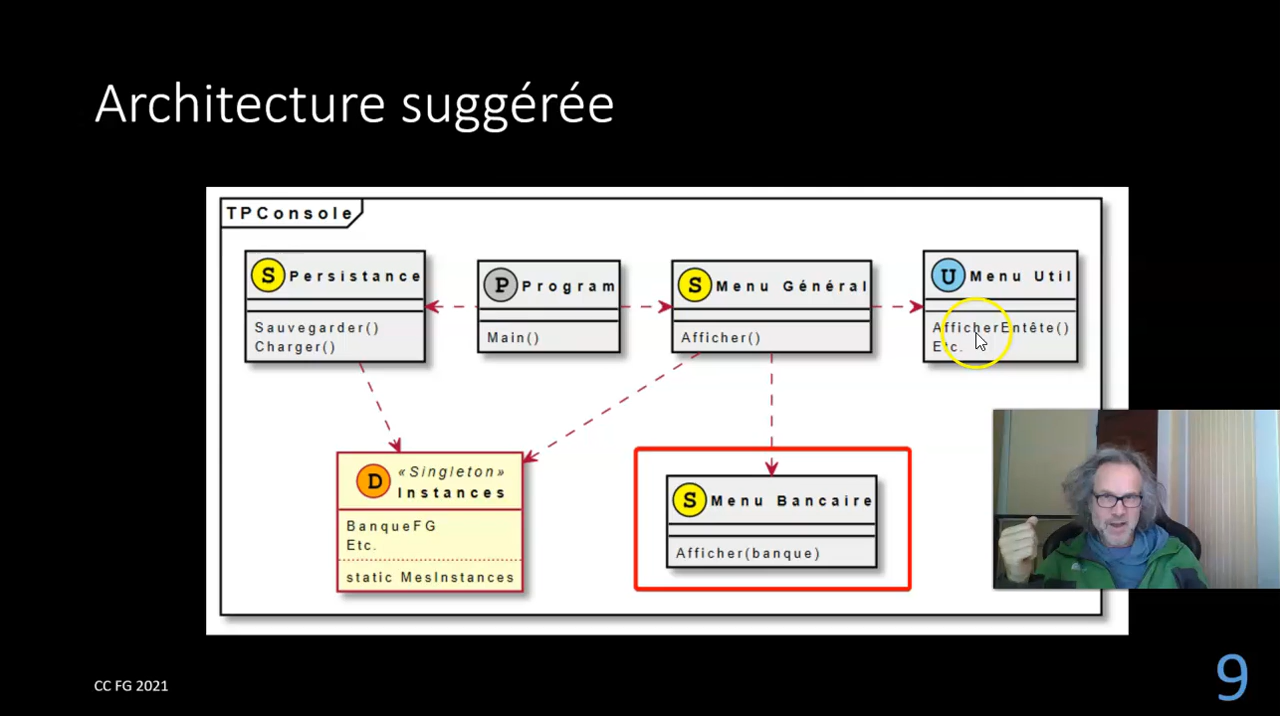 Architecture suggérée
TPConsole
S Persistance
Sauvegarder()
Charger()
P Program
Main()
S Menu Général
Afficher()
U Menu Util
AfficherEntête()
Etc.
D «Singleton»
Instances
BanqueFG
Etc.
static MesInstances
S Menu Bancaire
Afficher(banque)
CC FG 2021
9